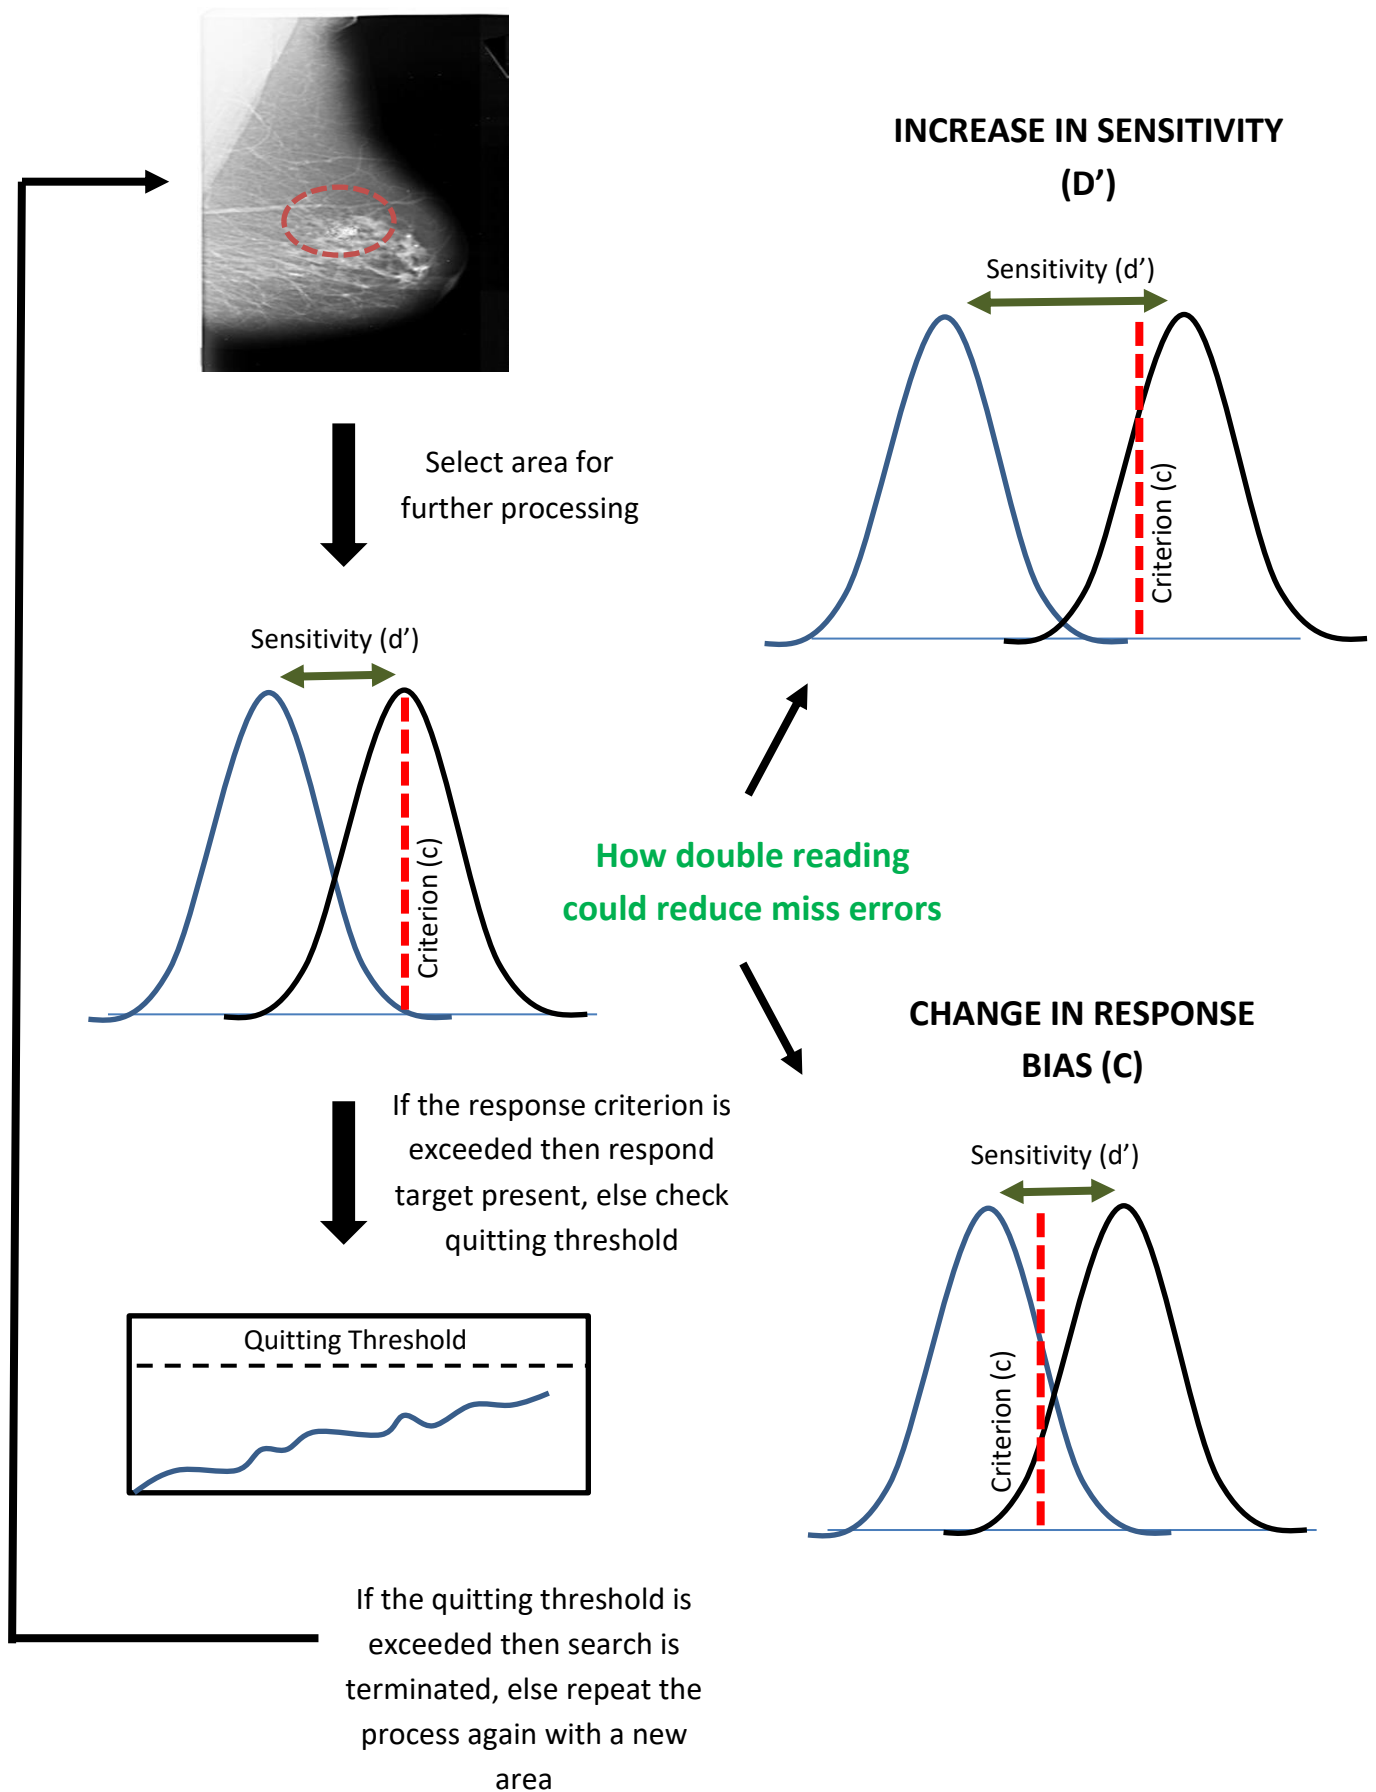 INCREASE IN SENSITIVITY
(D’)
Sensitivity (d’)
Criterion (c)
Select area for
further processing
Sensitivity (d’)
Criterion (c)
How double reading
could reduce miss errors
CHANGE IN RESPONSE
BIAS (C)
Sensitivity (d’)
Criterion (c)
If the response criterion is
exceeded then respond
target present, else check
quitting threshold
Quitting Threshold
If the quitting threshold is
exceeded then search is
terminated, else repeat the
process again with a new
area